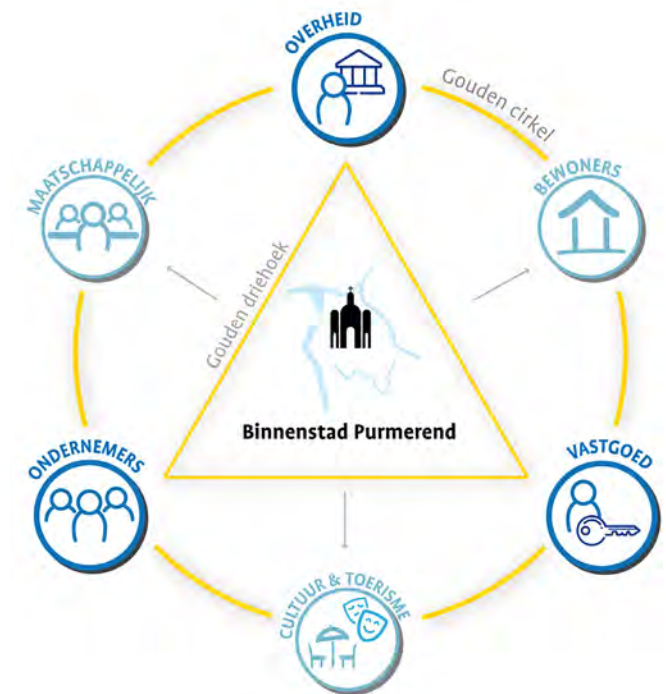 OVERHEID
Gouden cirkel
MAATSCHAPPELIJK
BEWONERS
Gouden driehoek
Binnenstad Purmerend
ONDERNEMERS
VASTGOED
CULTUUR & TOERISME